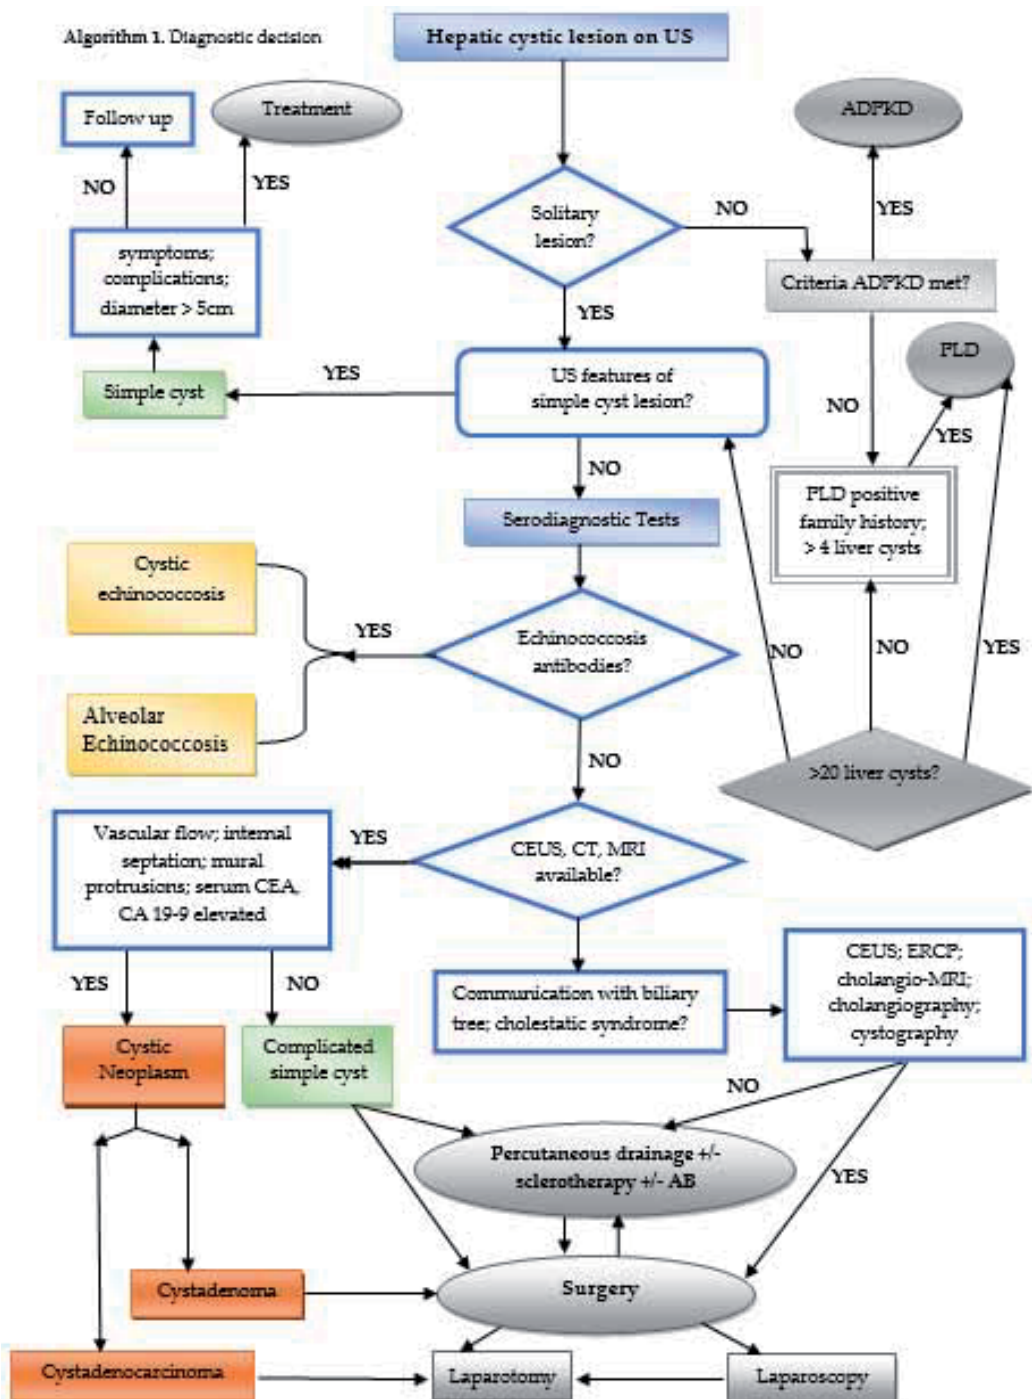 Algorithm 1. Diagnostic decision
Hepatic cystic lesion on US
Follow up
Treatment
ADPKD
NO
YES
Solitary
lesion?
NO
YES
symptoms;
complications;
diameter > 5cm
Criteria ADPKD met?
YES
PLD
YES
US features of
simple cyst lesion?
Simple cyst
NO
YES
NO
PLD positive
family history;
> 4 liver cysts
Serodiagnostic Tests
Cystic
echinococcosis
YES
Echinococcosis
antibodies?
NO
NO
YES
Alveolar
Echinococcosis
NO
>20 liver cysts?
Vascular flow; internal
septation; mural
protrusions; serum CEA,
CA 19-9 elevated
YES
CEUS, CT, MRI
available?
YES
NO
Communication with biliary
tree; cholestatic syndrome?
CEUS; ERCP;
cholangio-MRI;
cholangiography;
cystography
Cystic
Neoplasm
Complicated
simple cyst
NO
Percutaneous drainage +/-
sclerotherapy +/- AB
YES
Cystadenoma
Surgery
Cystadenocarcinoma
Laparotomy
Laparoscopy